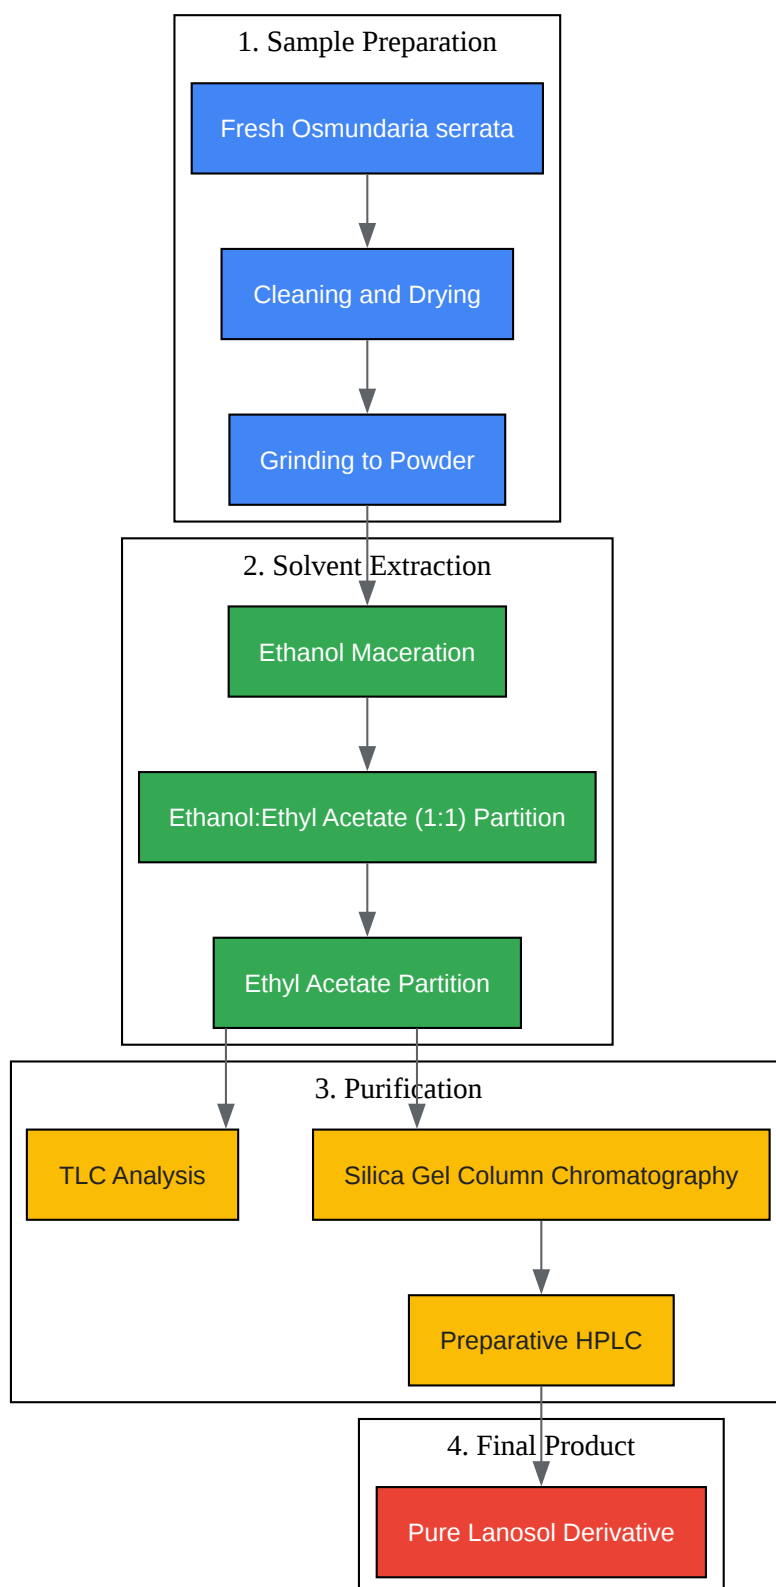 1. Sample Preparation
Fresh Osmundaria serrata
Cleaning and Drying
Grinding to Powder
2. Solvent Extraction
Ethanol Maceration
Ethanol:Ethyl Acetate (1:1) Partition
Ethyl Acetate Partition
3. Purification
TLC Analysis
Silica Gel Column Chromatography
Preparative HPLC
4. Final Product
Pure Lanosol Derivative